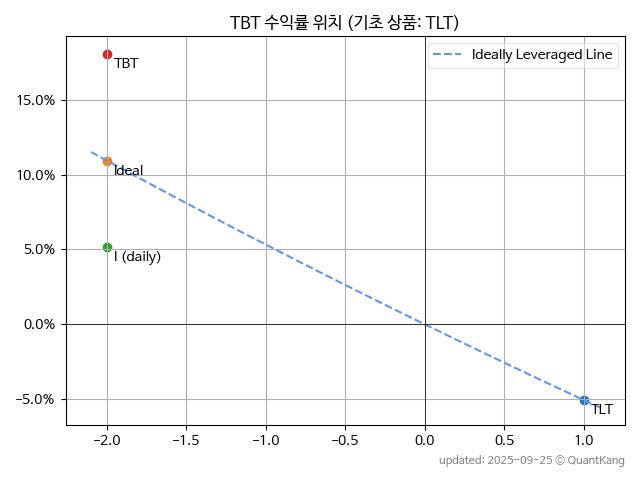 TBT 수익률 위치 (기초 상품: TLT)
Ideally Leveraged Line
TBT
15.0%
10.0%
Ideal
5.0%
I (daily)
0.0%
−5.0%
TLT
−2.0 −1.5 −1.0 −0.5 0.0 0.5 1.0
updated: 2025-09-25 © QuantKang